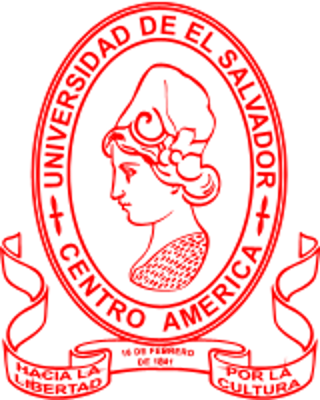 UNIVERSIDAD DE EL SALVADOR
CENTRO AMERICA
16 DE FEBRERO
DE 1841
HACIA LA
LIBERTAD
POR LA
CULTURA